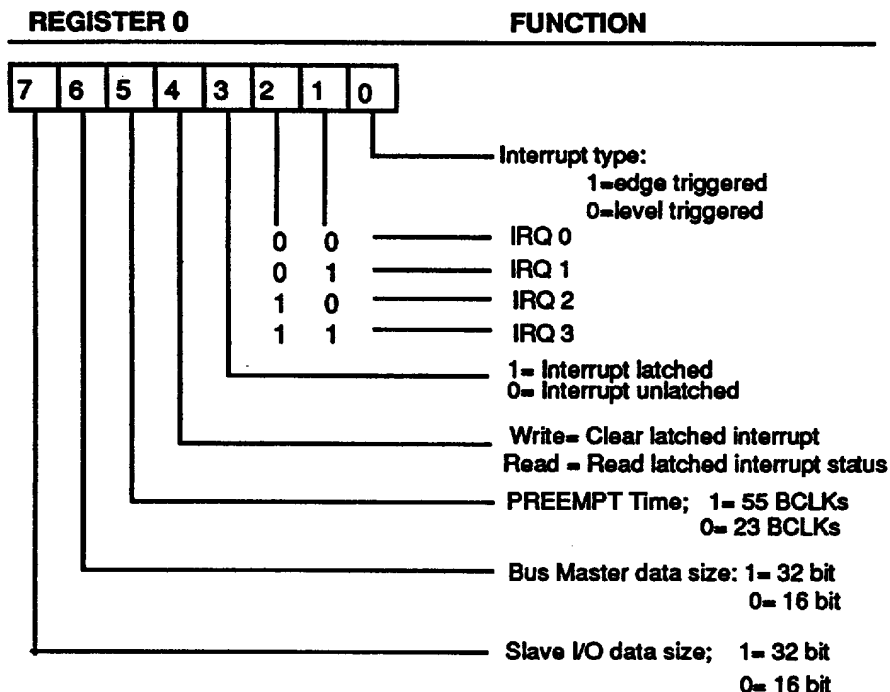 REGISTER 0 FUNCTION
7 6 5 4 3 2 1 0
Interrupt type:
1=edge triggered
0=level triggered
0 0 IRQ 0
0 1 IRQ 1
1 0 IRQ 2
1 1 IRQ 3
1= Interrupt latched
0= Interrupt unlatched
Write= Clear latched interrupt
Read = Read latched interrupt status
PREEMPT Time; 1= 55 BCLKs
0= 23 BCLKs
Bus Master data size: 1= 32 bit
0= 16 bit
Slave I/O data size; 1= 32 bit
0= 16 bit